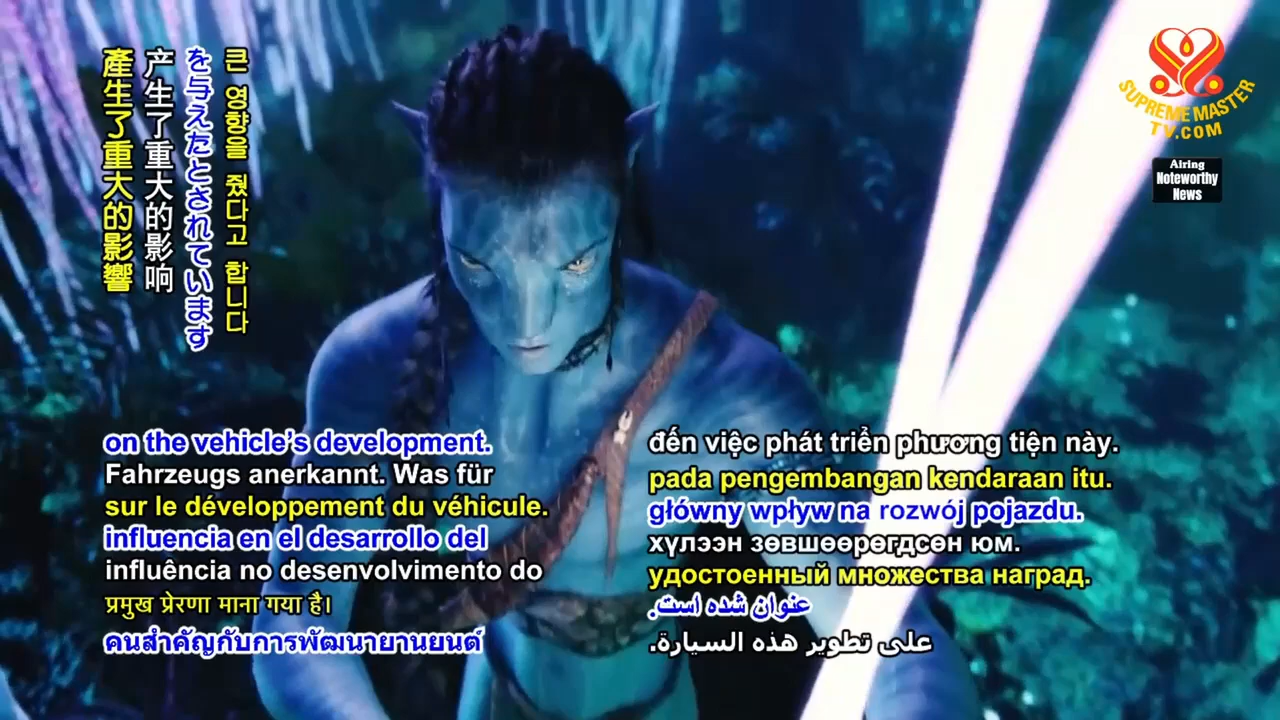 큰 영향을 줬다고 합니다
を与えたとされています
产生了重大的影响
產生了重大的影響
SUPREME MASTER
TV.COM
Airing
Noteworthy
News
on the vehicle's development.
Fahrzeugs anerkannt. Was für
sur le développement du véhicule.
influencia en el desarrollo del
influência no desenvolvimento do
प्रमुख प्रेरणा माना गया है।
คนสำคัญกับการพัฒนายานยนต์
đến việc phát triển phương tiện này.
pada pengembangan kendaraan itu.
główny wpływ na rozwój pojazdu.
хүлээн зөвшөөрөгдсөн юм.
удостоенный множества наград.
عنوان شده است.
على تطوير هذه السيارة.